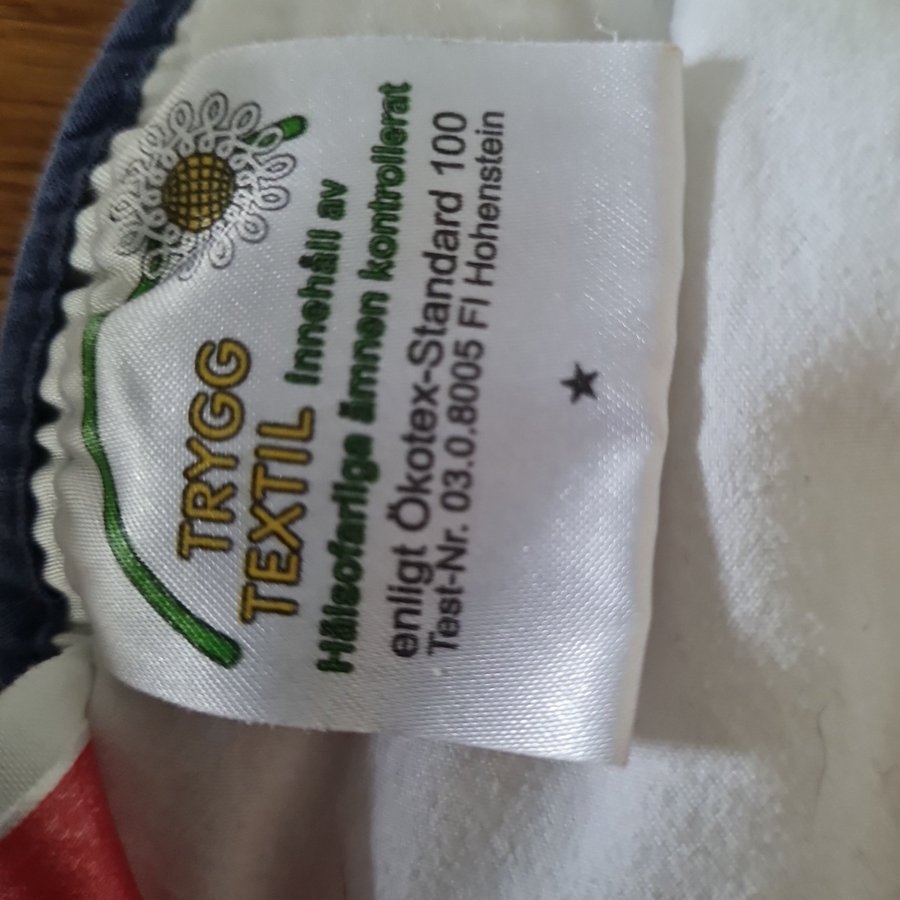 TRYGG
TEXTIL Innehåll av
Hälsofarliga ämnen kontrollerat
enligt Ökotex-Standard 100
Test-Nr. 03.0.8005 FI Hohenstein